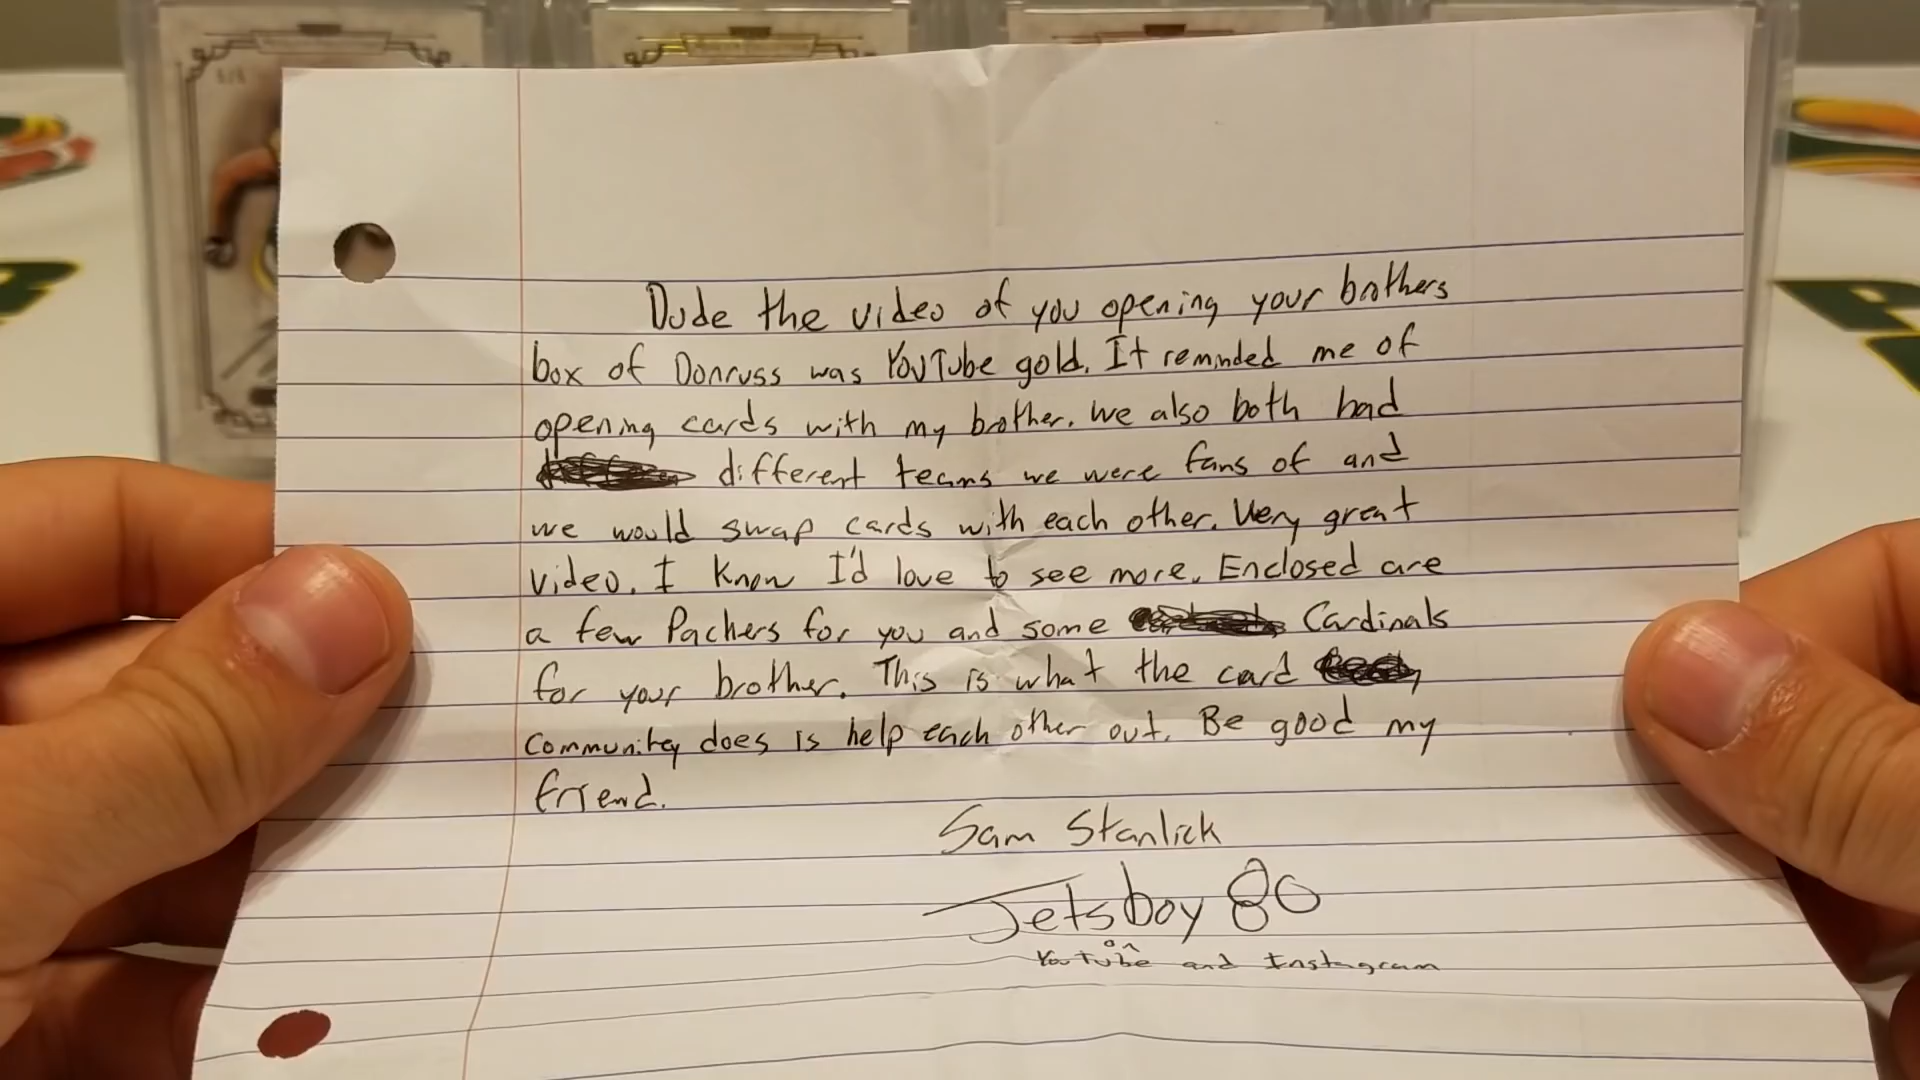 Dude the video of you opening your brothers
box of Donruss was YouTube gold. It reminded me of
opening cards with my brother. We also both had
different teams we were fans of and
we would swap cards with each other. Very great
video. I know I'd love to see more. Enclosed are
a few Packers for you and some Cardinals
for your brother. This is what the card
community does is help each other out. Be good my
friend.
Sam Stanlick
Jetsboy 80
on
YouTube and Instagram